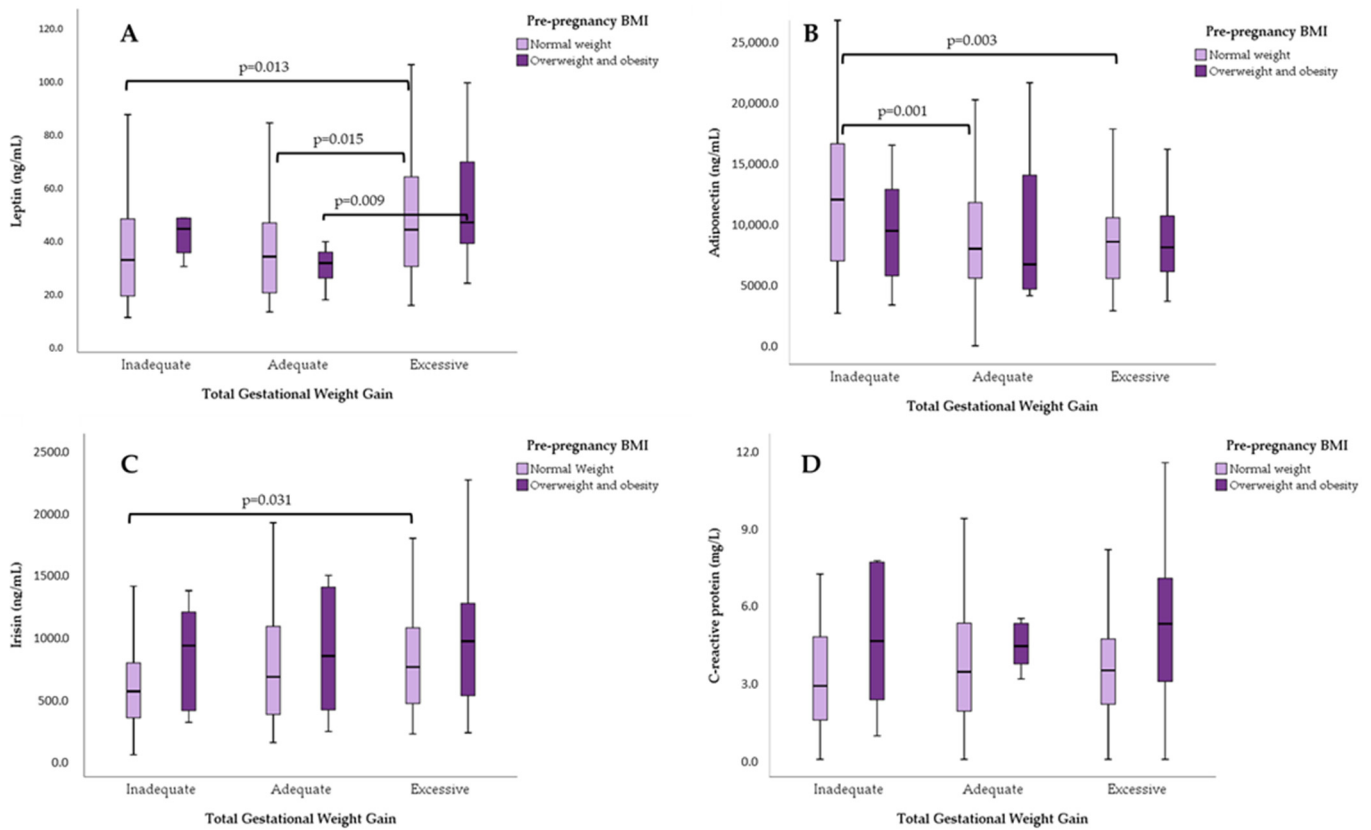 A
Pre-pregnancy BMI
Normal weight
Overweight and obesity
Leptin (ng/mL)
120.0
100.0
80.0
60.0
40.0
20.0
0.0
p=0.013
p=0.015
p=0.009
Inadequate Adequate Excessive
Total Gestational Weight Gain
B
Pre-pregnancy BMI
Normal weight
Overweight and obesity
Adiponectin (ng/mL)
25,000.0
20,000.0
15,000.0
10,000.0
5000.0
0.0
p=0.003
p=0.001
Inadequate Adequate Excessive
Total Gestational Weight Gain
C
Pre-pregnancy BMI
Normal Weight
Overweight and obesity
Irisin (ng/mL)
2500.0
2000.0
1500.0
1000.0
500.0
0.0
p=0.031
Inadequate Adequate Excessive
Total Gestational Weight Gain
D
Pre-pregnancy BMI
Normal weight
Overweight and obesity
C-reactive protein (mg/L)
12.0
9.0
6.0
3.0
0.0
Inadequate Adequate Excessive
Total Gestational Weight Gain